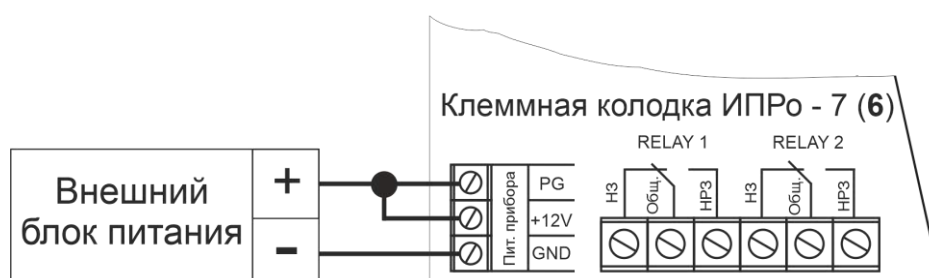 Клеммная колодка ИПРо - 7 (6)
RELAY 1
RELAY 2
Внешний
блок питания
+
-
Пит. прибора
PG
+12V
GND
НЗ
Общ.
НРЗ
НЗ
Общ.
НРЗ